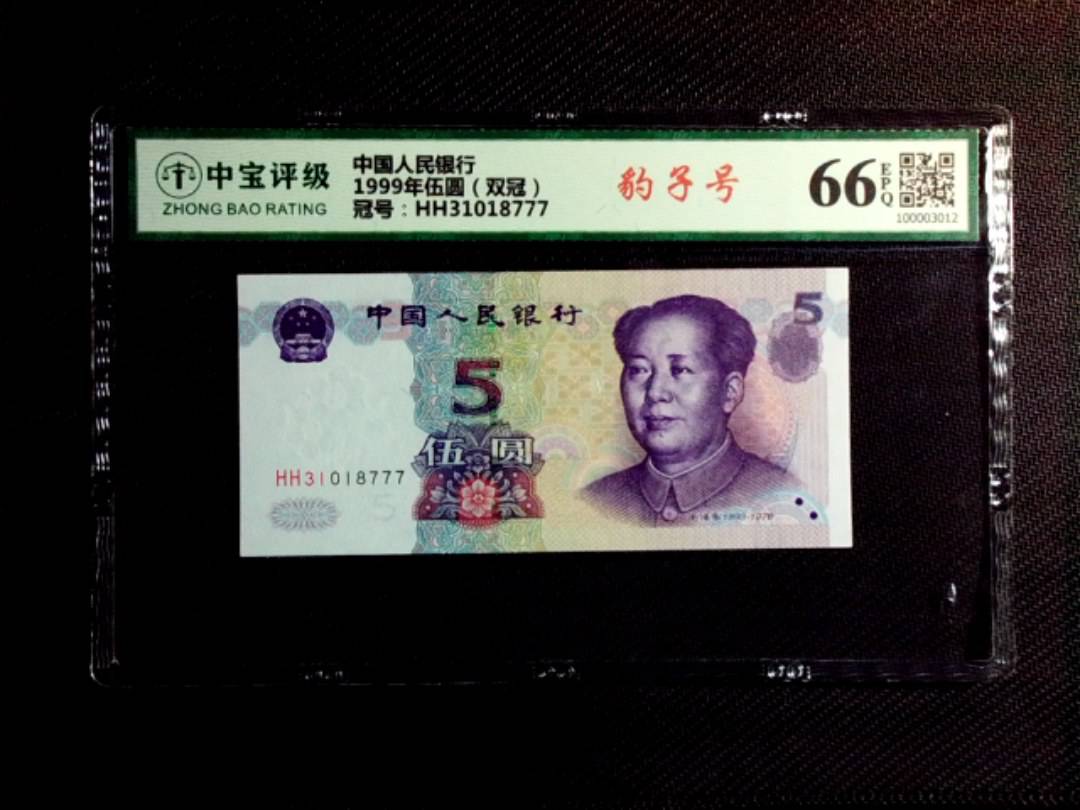 中宝评级
ZHONG BAO RATING
中国人民银行
1999年伍圆（双冠）
冠号：HH31018777
豹子号
66
EPQ
100003012
中国人民银行
5
5
伍圆
HH31018777
5